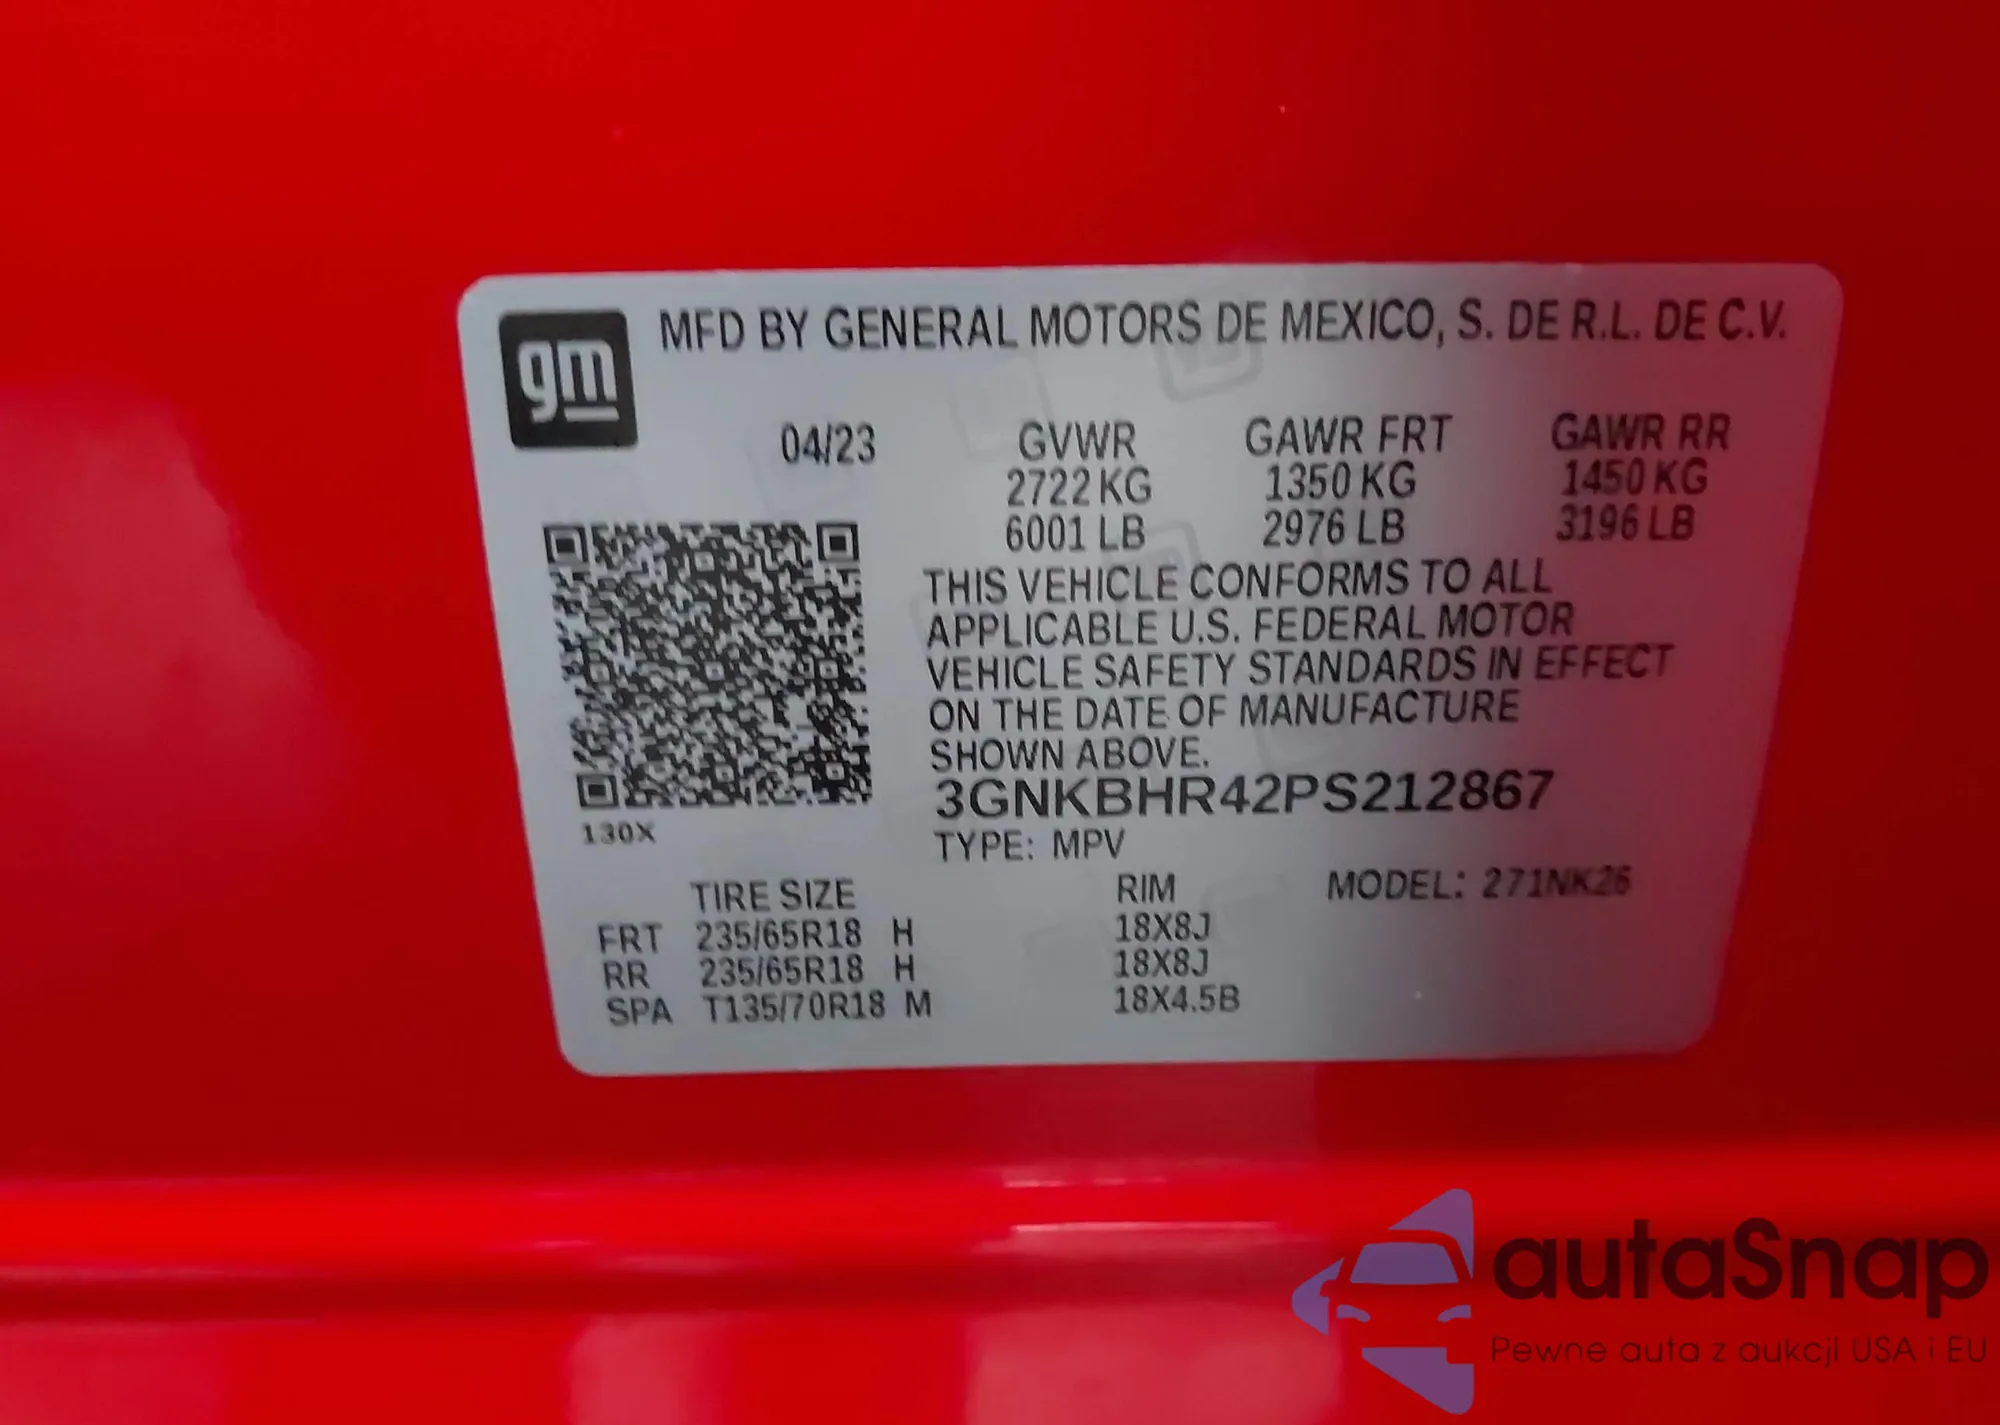 gm
MFD BY GENERAL MOTORS DE MEXICO, S. DE R.L. DE C.V.
04/23 GVWR GAWR FRT GAWR RR
2722 KG 1350 KG 1450 KG
6001 LB 2976 LB 3196 LB
THIS VEHICLE CONFORMS TO ALL
APPLICABLE U.S. FEDERAL MOTOR
VEHICLE SAFETY STANDARDS IN EFFECT
ON THE DATE OF MANUFACTURE
SHOWN ABOVE.
3GNKBHR42PS212867
130X
TYPE: MPV
TIRE SIZE RIM MODEL: 271NK26
FRT 235/65R18 H 18X8J
RR 235/65R18 H 18X8J
SPA T135/70R18 M 18X4.5B
autaSnap
Pewne auta z aukcji USA i EU